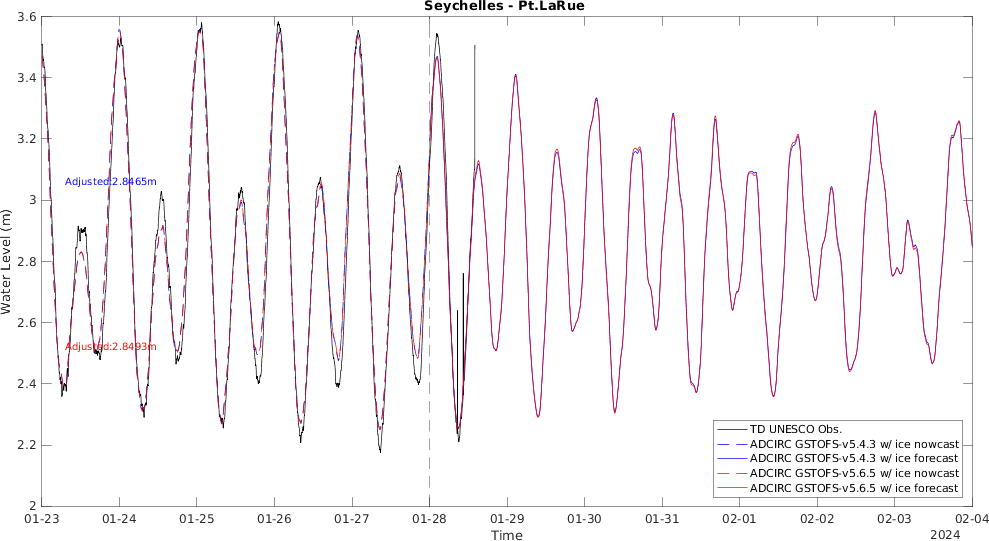 Seychelles - Pt.LaRue
3.6
3.4
3.2
3
2.8
2.6
2.4
2.2
2
Water Level (m)
Adjusted:2.8465m
Adjusted:2.8493m
TD UNESCO Obs.
ADCIRC GSTOFS-v5.4.3 w/ ice nowcast
ADCIRC GSTOFS-v5.4.3 w/ ice forecast
ADCIRC GSTOFS-v5.6.5 w/ ice nowcast
ADCIRC GSTOFS-v5.6.5 w/ ice forecast
01-23 01-24 01-25 01-26 01-27 01-28 01-29 01-30 01-31 02-01 02-02 02-03 02-04
Time
2024